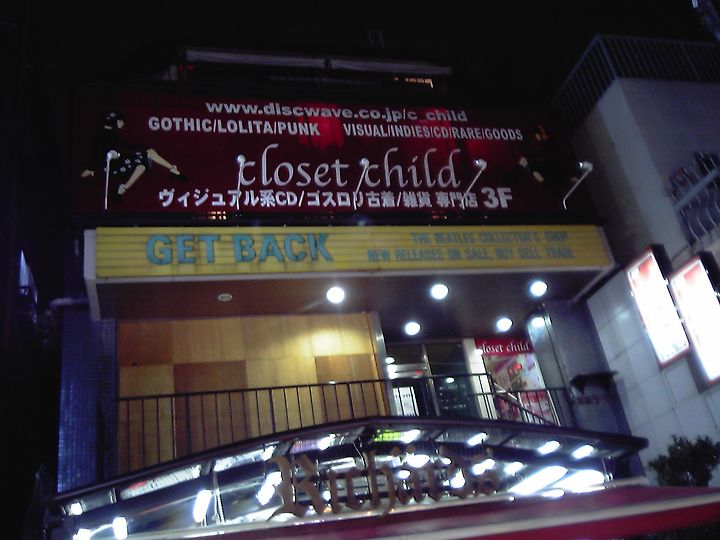 www.discwave.co.jp/c_child
GOTHIC/LOLITA/PUNK VISUAL/INDIES/CD/RARE/GOODS
closet child
ヴィジュアル系CD/ゴスロリ古着/雑貨 専門店 3F
GET BACK
THE BEATLES COLLECTOR'S SHOP
NEW RELEASES ON SALE, BUY SELL TRADE
closet child